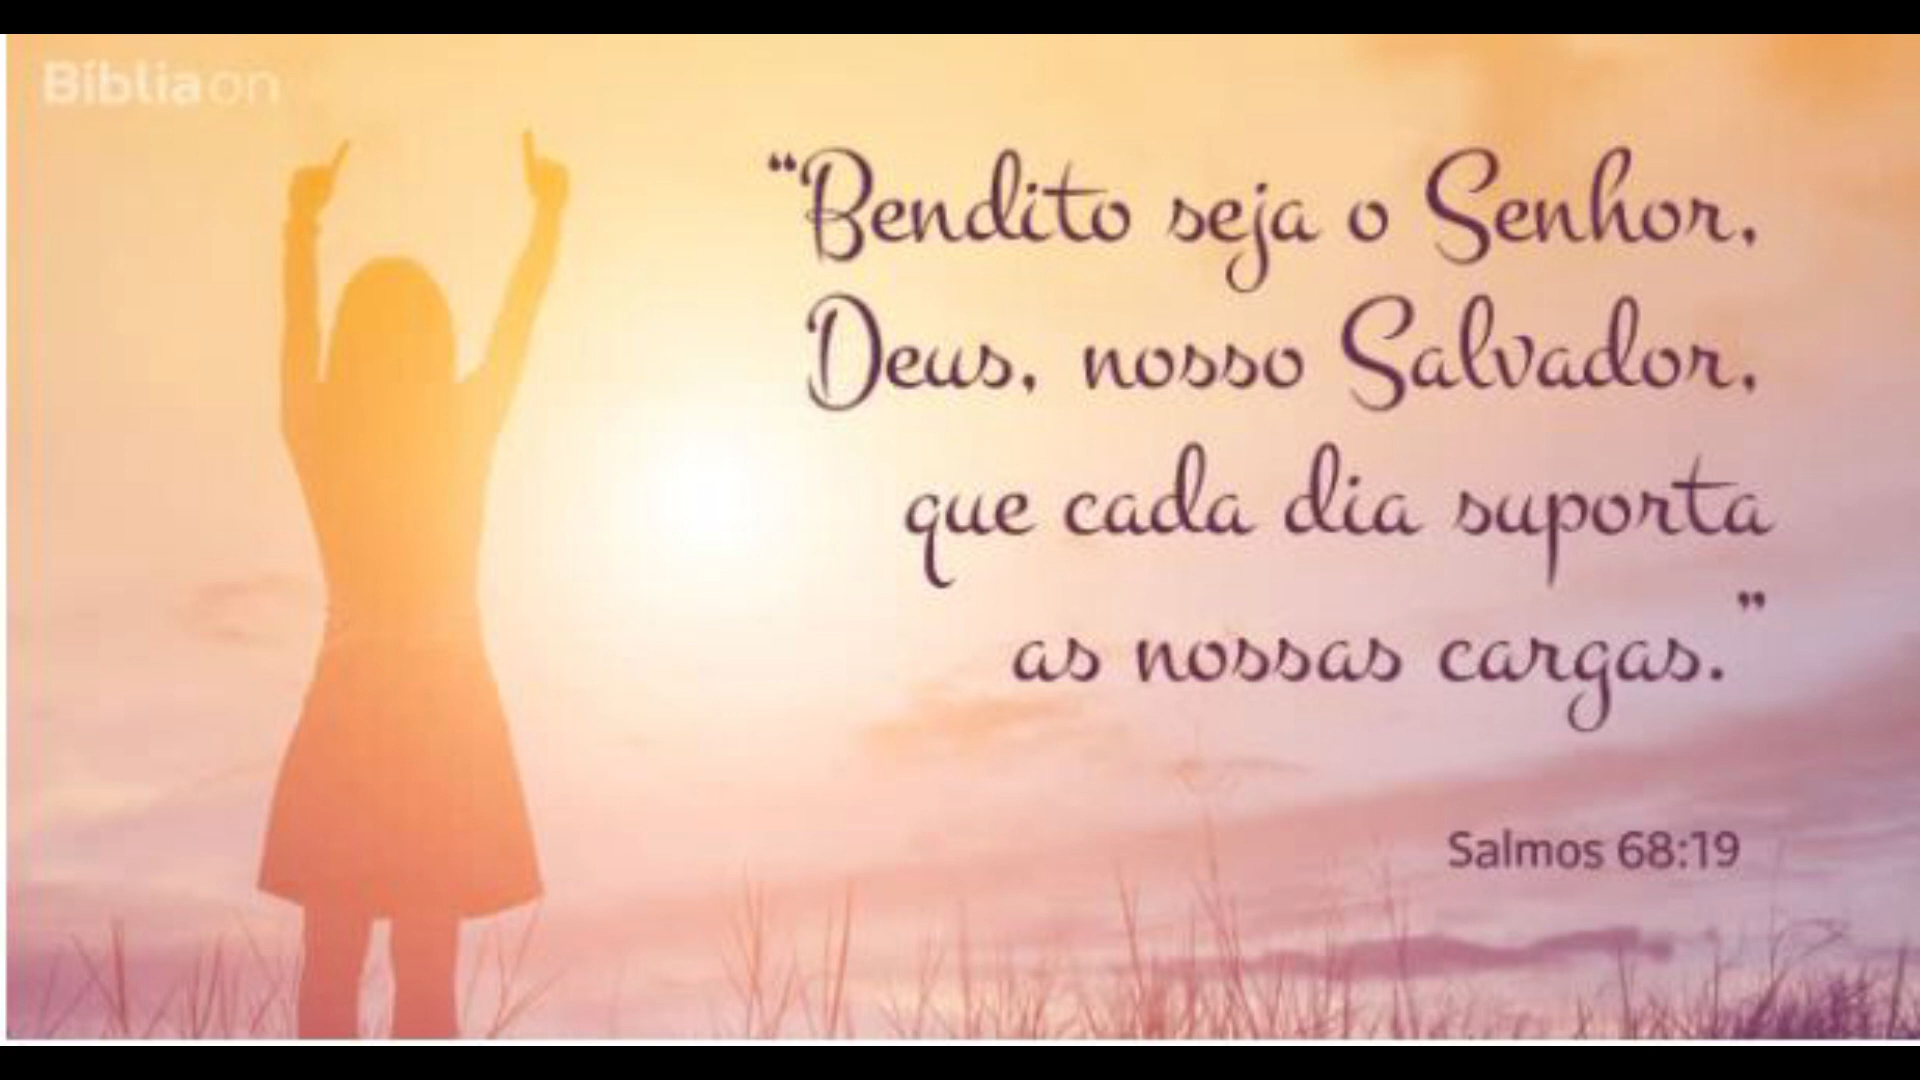 Bíbliaon
“Bendito seja o Senhor,
Deus, nosso Salvador,
que cada dia suporta
as nossas cargas.”
Salmos 68:19